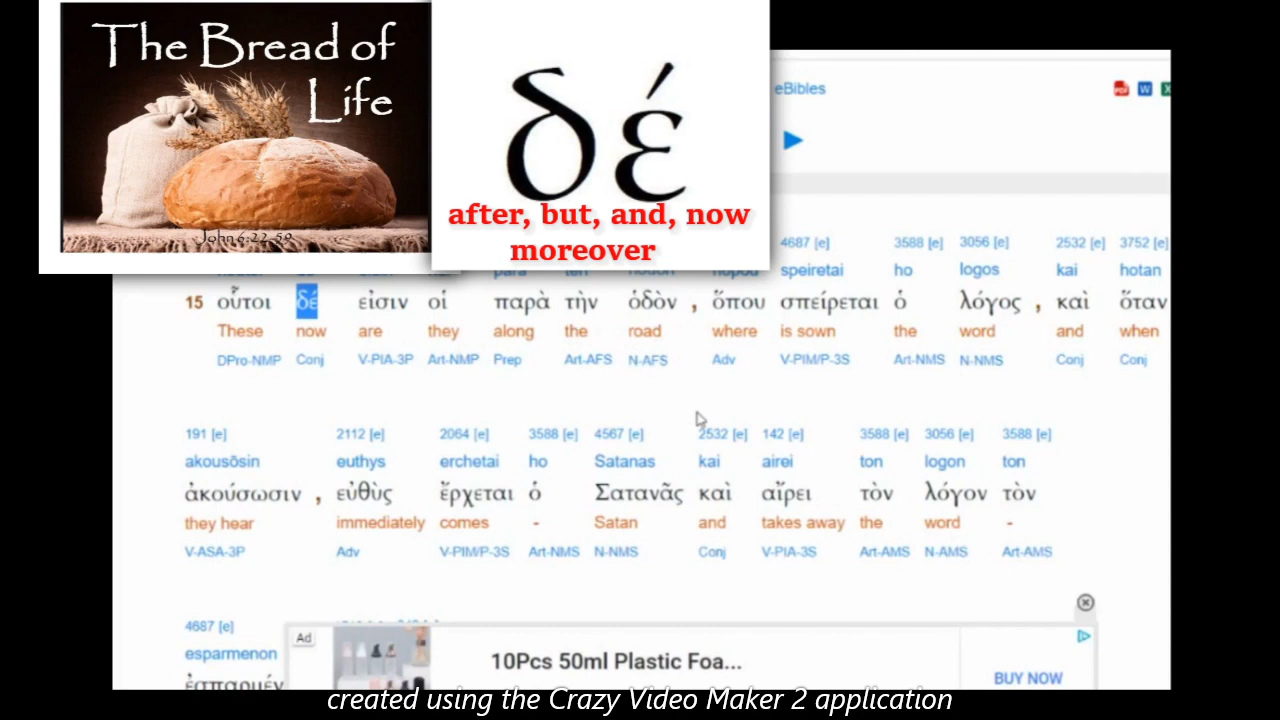 The Bread of
Life
John 6:22-59
δέ
after, but, and, now
moreover
eBibles
4687 [e] 3588 [e] 3056 [e] 2532 [e] 3752 [e]
para tēn hodon hopou speiretai ho logos kai hotan
15 οὗτοι δέ εἰσιν οἱ παρὰ τὴν ὁδὸν , ὅπου σπείρεται ὁ λόγος , καὶ ὅταν
These now are they along the road where is sown the word and when
DPro-NMP Conj V-PIA-3P Art-NMP Prep Art-AFS N-AFS Adv V-PIM/P-3S Art-NMS N-NMS Conj Conj
191 [e] 2112 [e] 2064 [e] 3588 [e] 4567 [e] 2532 [e] 142 [e] 3588 [e] 3056 [e] 3588 [e]
akousōsin euthys erchetai ho Satanas kai airei ton logon ton
ἀκούσωσιν , εὐθὺς ἔρχεται ὁ Σατανᾶς καὶ αἴρει τὸν λόγον τὸν
they hear immediately comes - Satan and takes away the word -
V-ASA-3P Adv V-PIM/P-3S Art-NMS N-NMS Conj V-PIA-3S Art-AMS N-AMS Art-AMS
4687 [e]
esparmenon
Ad
10Pcs 50ml Plastic Foa...
BUY NOW
created using the Crazy Video Maker 2 application